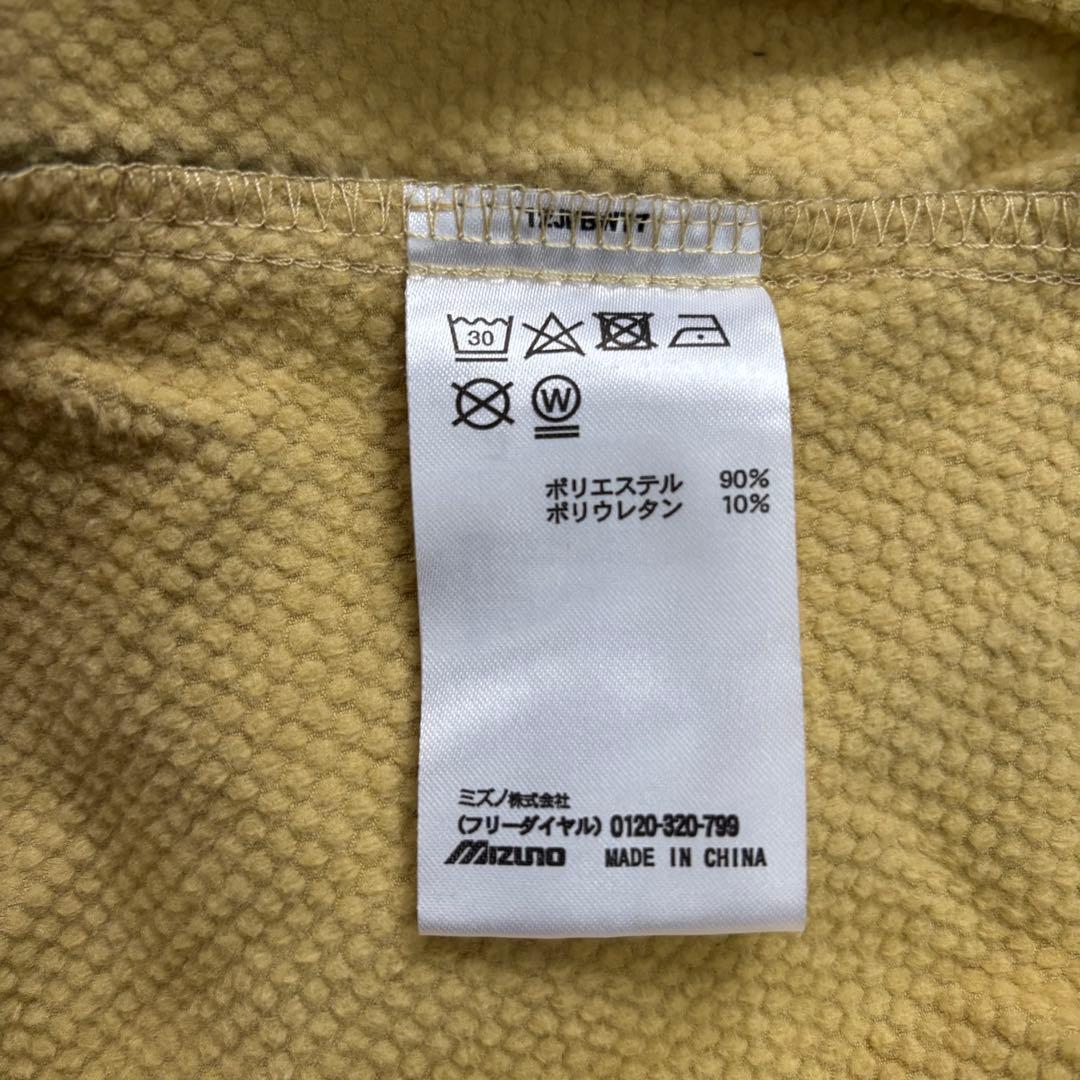 30
W
ポリエステル 90%
ポリウレタン 10%
ミズノ株式会社
(フリーダイヤル) 0120-320-799
Mizuno MADE IN CHINA